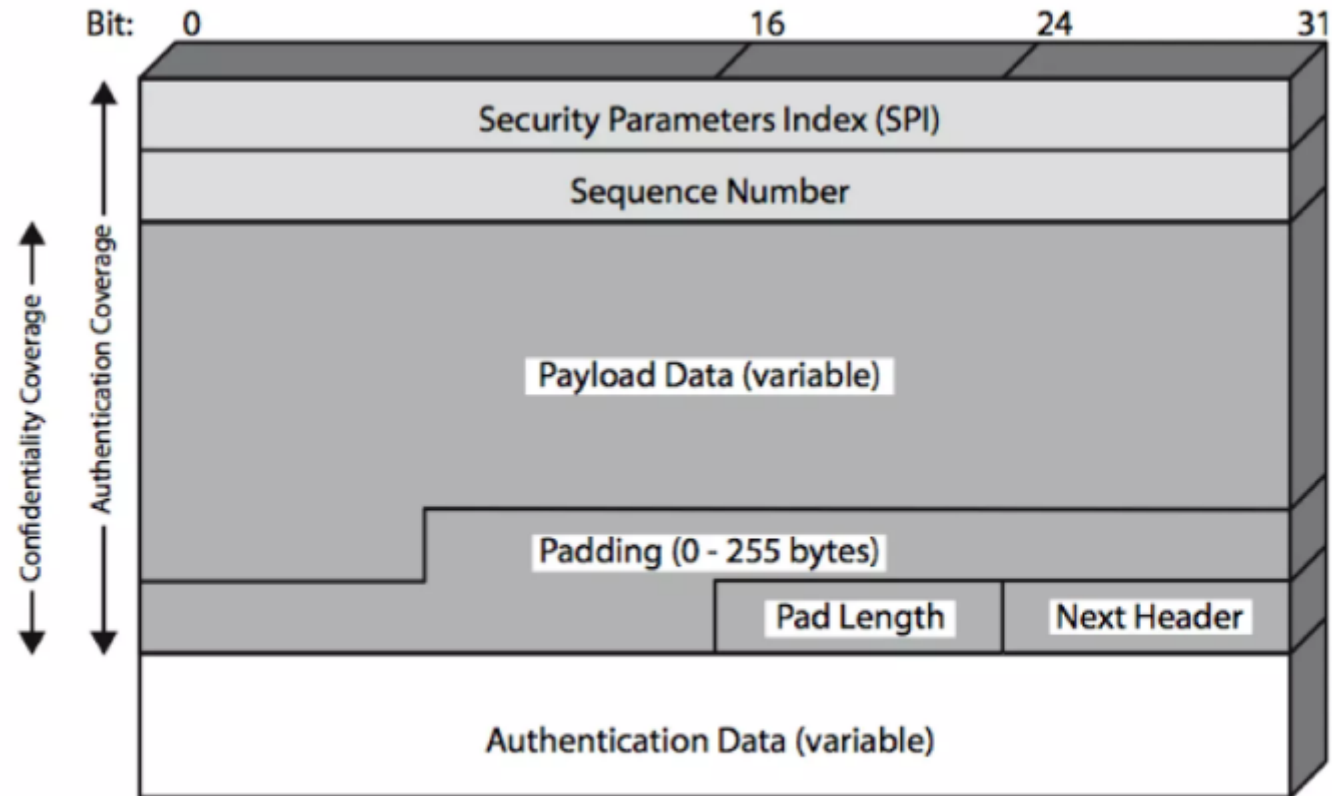 Bit: 0 16 24 31
Security Parameters Index (SPI)
Sequence Number
Confidentiality Coverage
Authentication Coverage
Payload Data (variable)
Padding (0 - 255 bytes)
Pad Length Next Header
Authentication Data (variable)